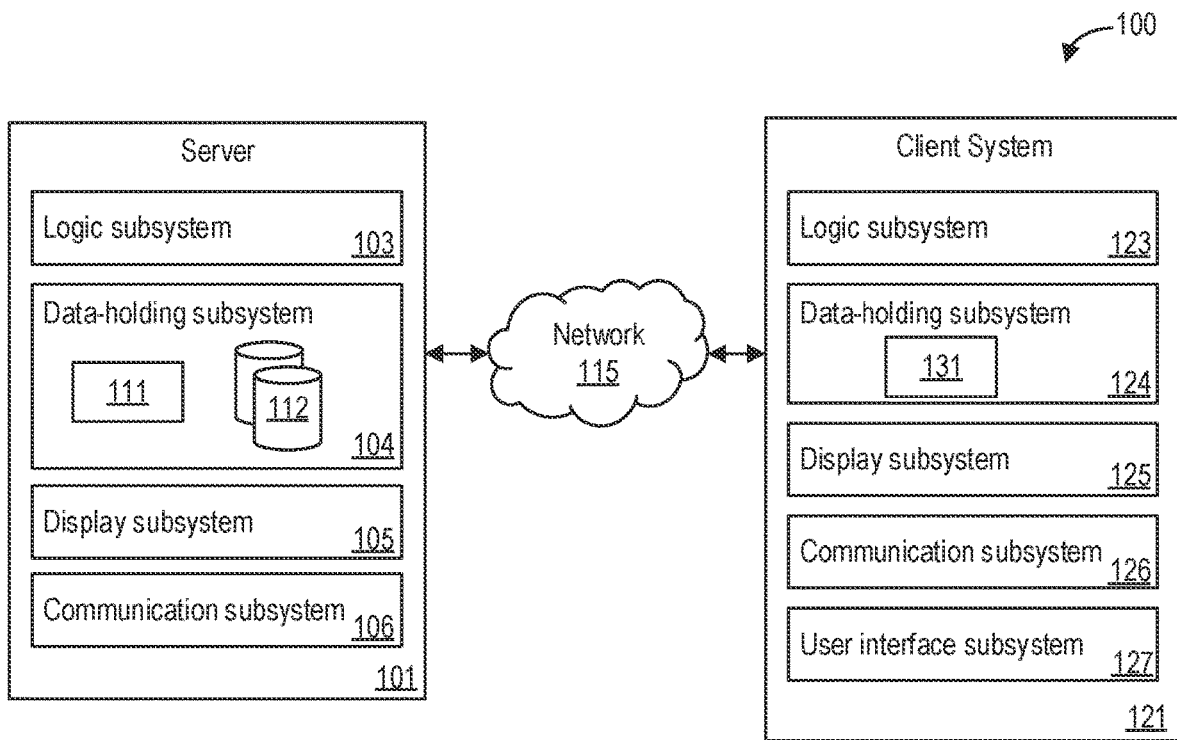 100
Server
Logic subsystem
103
Data-holding subsystem
111
112
104
Display subsystem
105
Communication subsystem
106
101
Network
115
Client System
Logic subsystem
123
Data-holding subsystem
131
124
Display subsystem
125
Communication subsystem
126
User interface subsystem
127
121